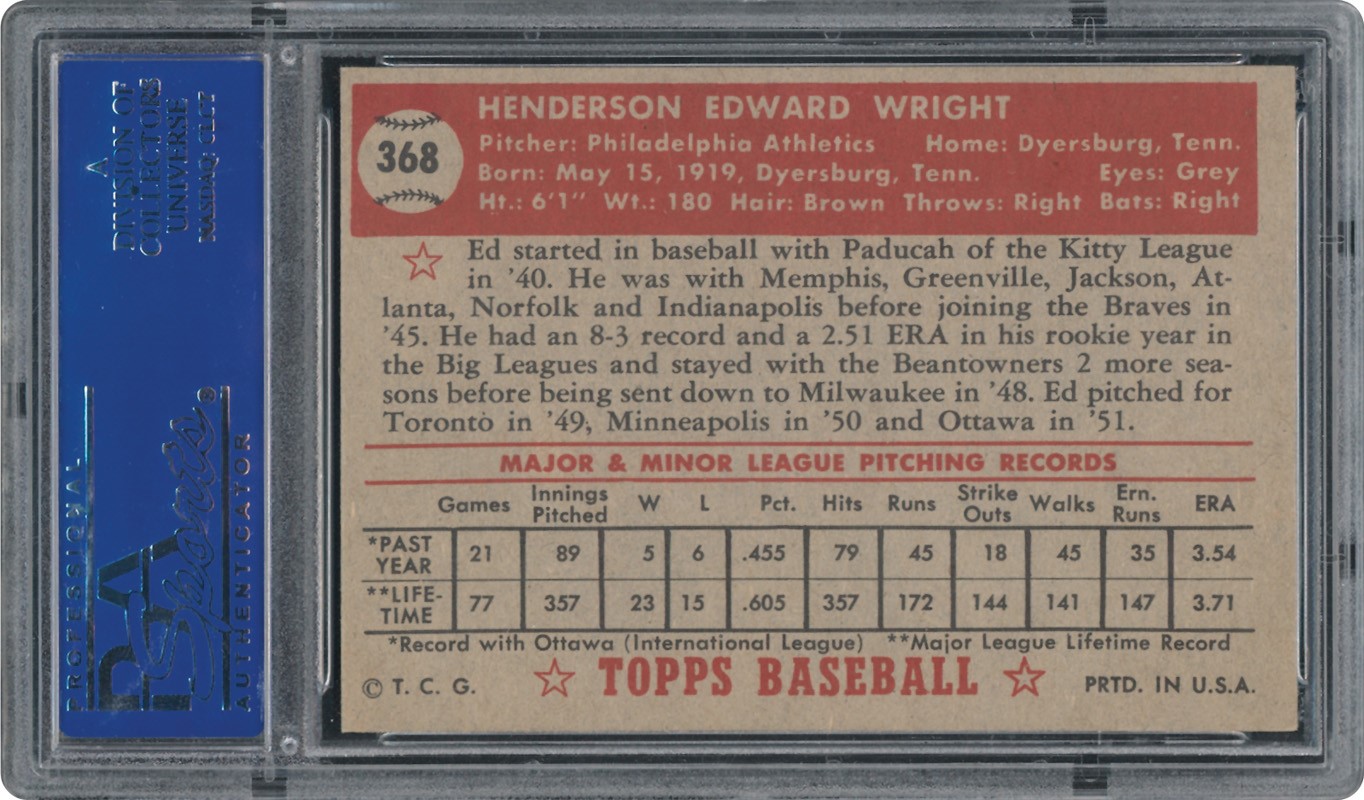 A
DIVISION OF
COLLECTORS
UNIVERSE
NASDAQ: CLCT
PROFESSIONAL
PSA
Sports®
AUTHENTICATOR
368
HENDERSON EDWARD WRIGHT
Pitcher: Philadelphia Athletics Home: Dyersburg, Tenn.
Born: May 15, 1919, Dyersburg, Tenn. Eyes: Grey
Ht.: 6'1" Wt.: 180 Hair: Brown Throws: Right Bats: Right
Ed started in baseball with Paducah of the Kitty League
in '40. He was with Memphis, Greenville, Jackson, At-
lanta, Norfolk and Indianapolis before joining the Braves in
'45. He had an 8-3 record and a 2.51 ERA in his rookie year in
the Big Leagues and stayed with the Beantowners 2 more sea-
sons before being sent down to Milwaukee in '48. Ed pitched for
Toronto in '49, Minneapolis in '50 and Ottawa in '51.
MAJOR & MINOR LEAGUE PITCHING RECORDS
Games Innings Pitched W L Pct. Hits Runs Strike Outs Walks Ern. Runs ERA
*PAST YEAR 21 89 5 6 .455 79 45 18 45 35 3.54
**LIFE-TIME 77 357 23 15 .605 357 172 144 141 147 3.71
*Record with Ottawa (International League) **Major League Lifetime Record
© T. C. G. TOPPS BASEBALL PRTD. IN U.S.A.